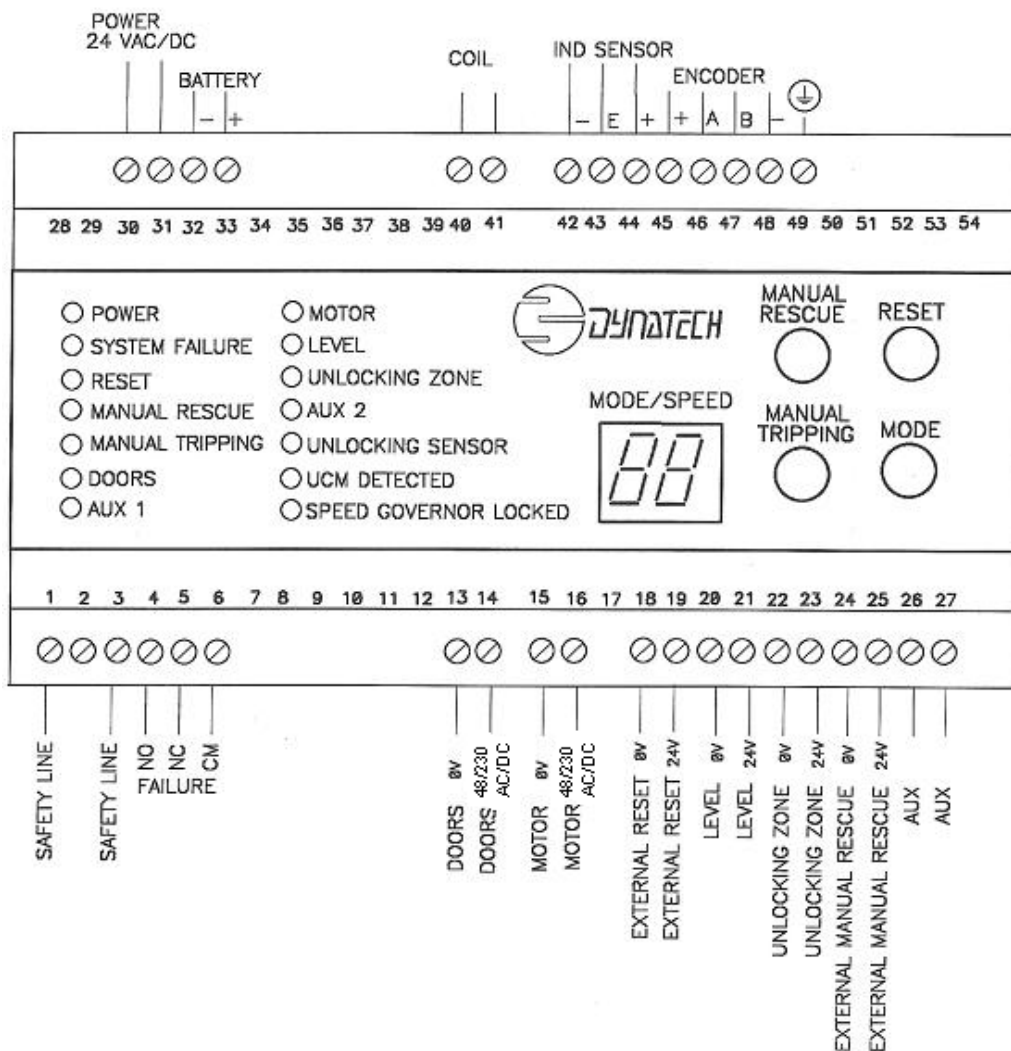 POWER
24 VAC/DC
BATTERY
- +
COIL
IND SENSOR
ENCODER
- E + + A B -
28 29 30 31 32 33 34 35 36 37 38 39 40 41 42 43 44 45 46 47 48 49 50 51 52 53 54
POWER
SYSTEM FAILURE
RESET
MANUAL RESCUE
MANUAL TRIPPING
DOORS
AUX 1
MOTOR
LEVEL
UNLOCKING ZONE
AUX 2
UNLOCKING SENSOR
UCM DETECTED
SPEED GOVERNOR LOCKED
DYNATECH
MODE/SPEED
88
MANUAL
RESCUE
RESET
MANUAL
TRIPPING
MODE
1 2 3 4 5 6 7 8 9 10 11 12 13 14 15 16 17 18 19 20 21 22 23 24 25 26 27
SAFETY LINE
SAFETY LINE
NO
NC
CM
FAILURE
DOORS 0V
DOORS 48/230 AC/DC
MOTOR 0V
MOTOR 48/230 AC/DC
EXTERNAL RESET 0V
EXTERNAL RESET 24V
LEVEL 0V
LEVEL 24V
UNLOCKING ZONE 0V
UNLOCKING ZONE 24V
EXTERNAL MANUAL RESCUE 0V
EXTERNAL MANUAL RESCUE 24V
AUX
AUX